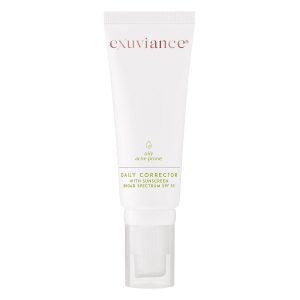 exuviance®
oily
acne prone
DAILY CORRECTOR
WITH SUNSCREEN
BROAD SPECTRUM SPF 35